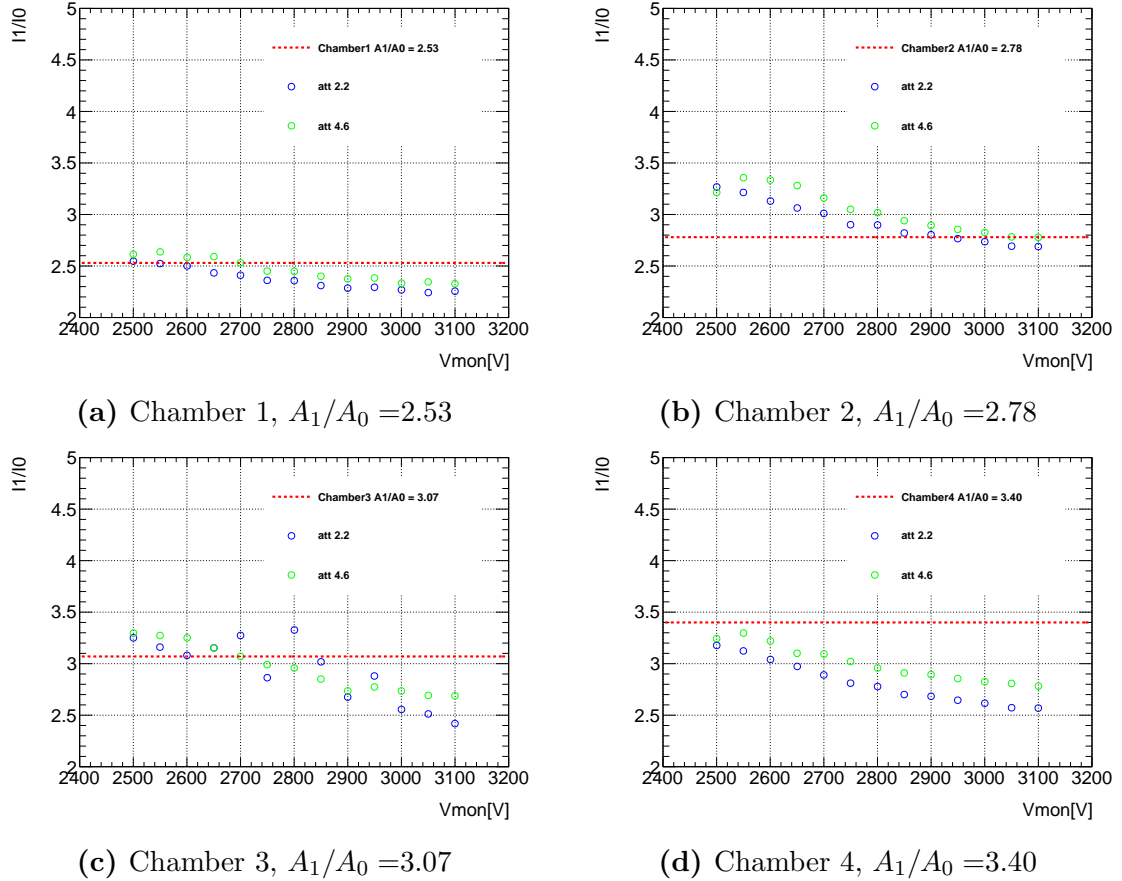 I1/I0
5
4.5
4
3.5
3
2.5
2
Chamber1 A1/A0 = 2.53
att 2.2
att 4.6
2400 2500 2600 2700 2800 2900 3000 3100 3200
Vmon[V]
(a) Chamber 1, A₁/A₀ =2.53
I1/I0
5
4.5
4
3.5
3
2.5
2
Chamber2 A1/A0 = 2.78
att 2.2
att 4.6
2400 2500 2600 2700 2800 2900 3000 3100 3200
Vmon[V]
(b) Chamber 2, A₁/A₀ =2.78
I1/I0
5
4.5
4
3.5
3
2.5
2
Chamber3 A1/A0 = 3.07
att 2.2
att 4.6
2400 2500 2600 2700 2800 2900 3000 3100 3200
Vmon[V]
(c) Chamber 3, A₁/A₀ =3.07
I1/I0
5
4.5
4
3.5
3
2.5
2
Chamber4 A1/A0 = 3.40
att 2.2
att 4.6
2400 2500 2600 2700 2800 2900 3000 3100 3200
Vmon[V]
(d) Chamber 4, A₁/A₀ =3.40